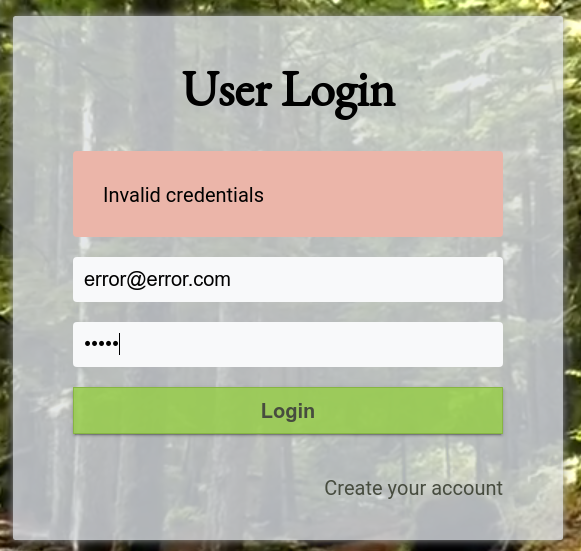 User Login
Invalid credentials
error@error.com
•••••
Login
Create your account